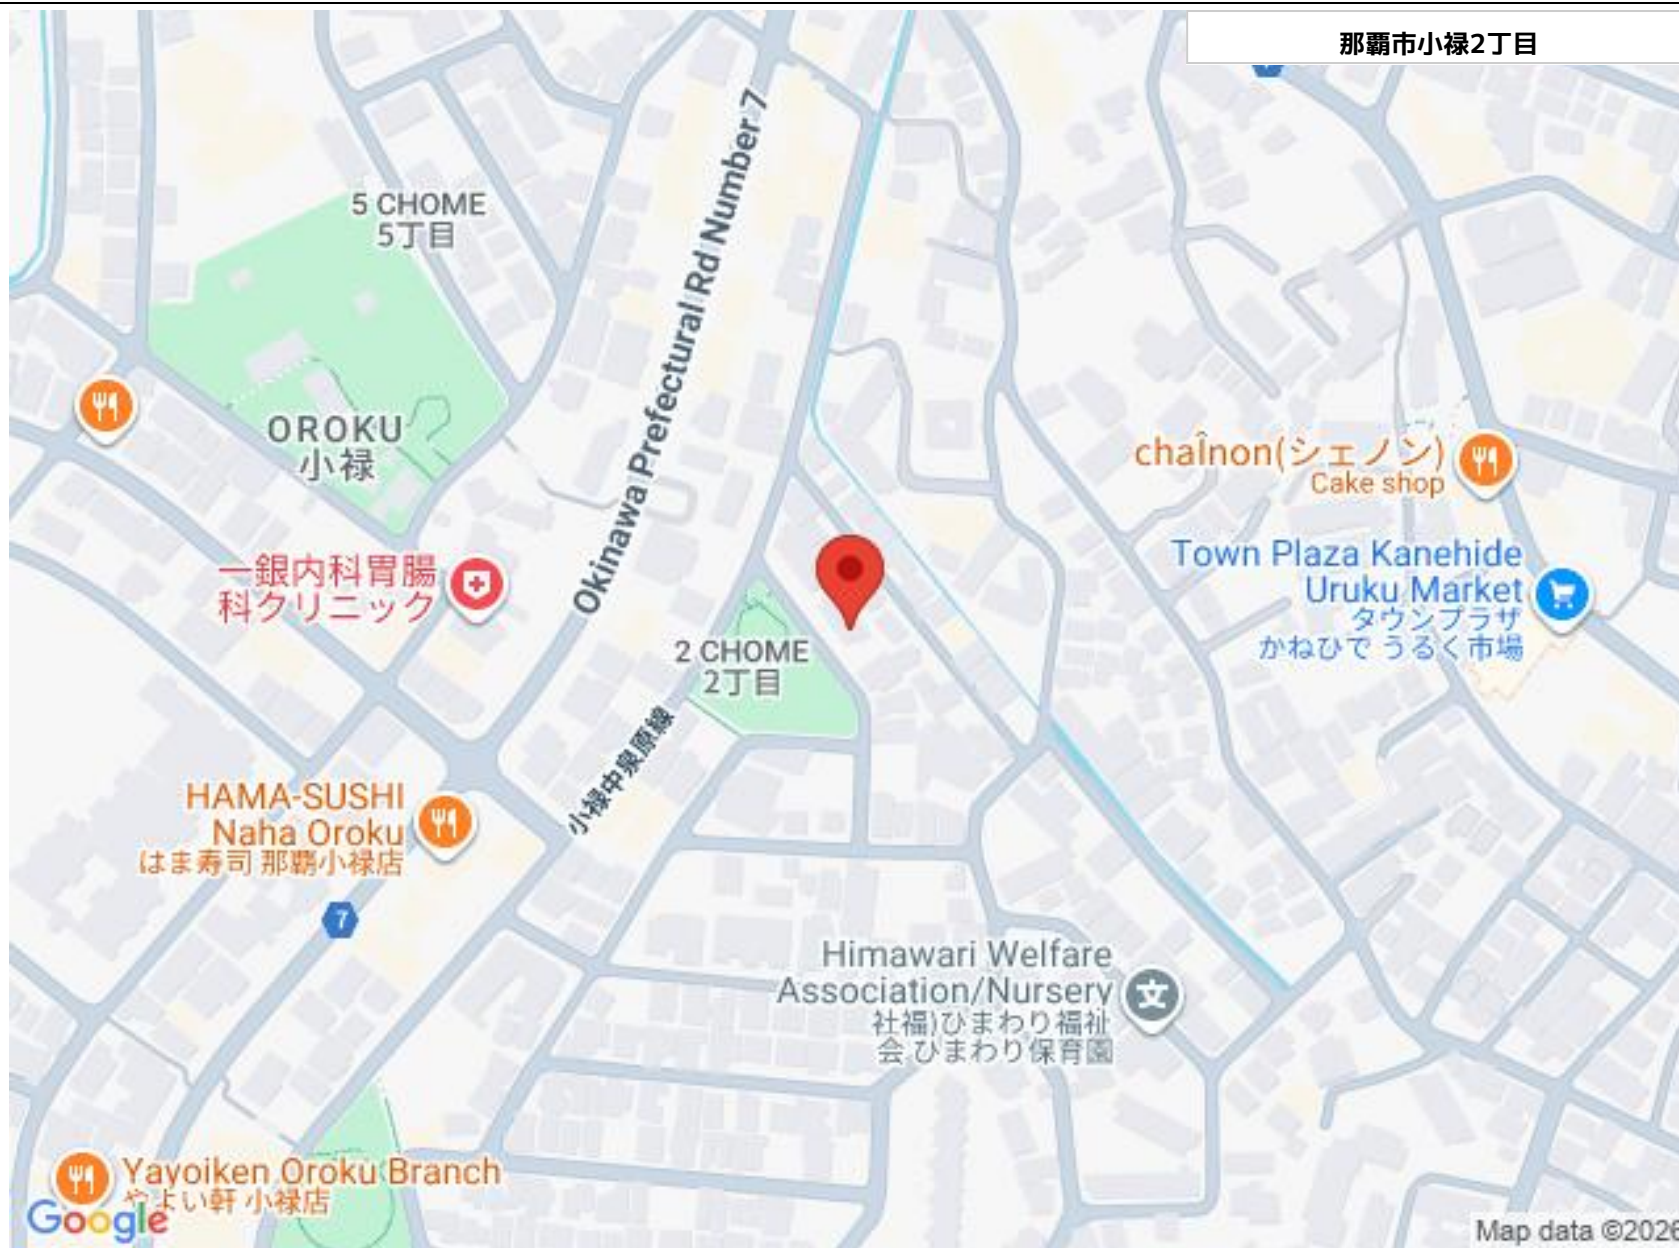 那覇市小禄2丁目
5 CHOME
5丁目
Okinawa Prefectural Rd Number 7
OROKU
小禄
chaînon(シェノン)
Cake shop
Town Plaza Kanehide
Uruku Market
タウンプラザ
かねひで うるく市場
一銀内科胃腸
科クリニック
2 CHOME
2丁目
小禄中泉原線
HAMA-SUSHI
Naha Oroku
はま寿司 那覇小禄店
7
Himawari Welfare
Association/Nursery
社福)ひまわり福祉
会 ひまわり保育園
文
Yayoiken Oroku Branch
やよい軒 小禄店
Google
Map data ©2026